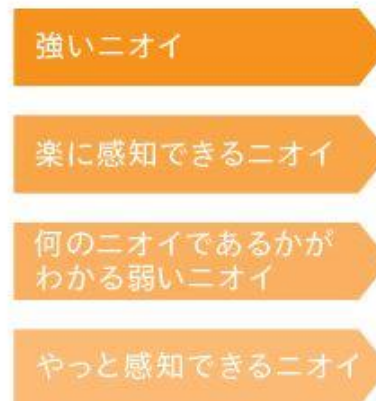 強いニオイ
楽に感知できるニオイ
何のニオイであるかが
わかる弱いニオイ
やっと感知できるニオイ